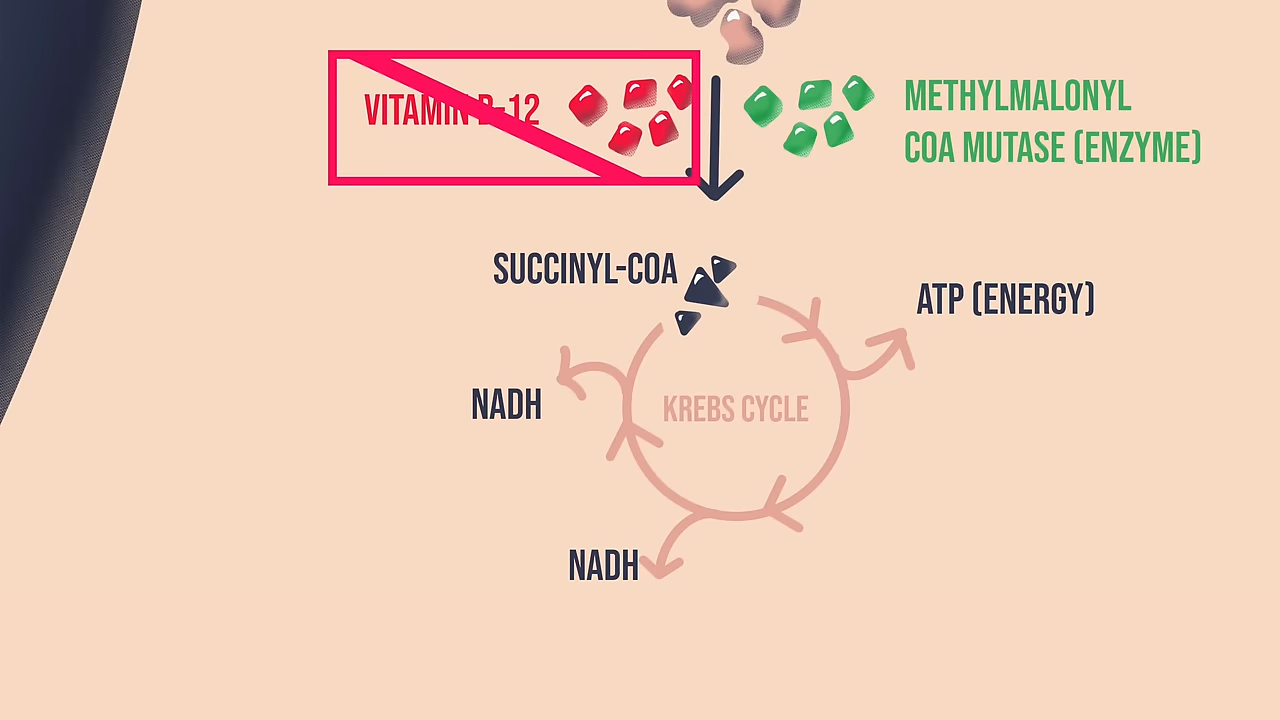 VITAMIN B-12
METHYLMALONYL
COA MUTASE (ENZYME)
SUCCINYL-COA
ATP (ENERGY)
NADH
KREBS CYCLE
NADH